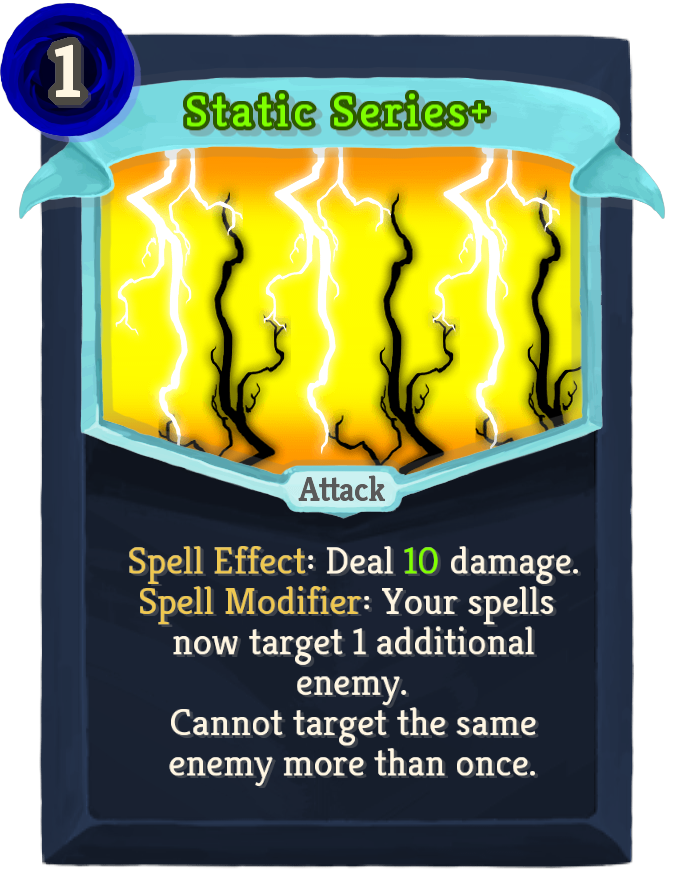 1
Static Series+
Attack
Spell Effect: Deal 10 damage.
Spell Modifier: Your spells
now target 1 additional
enemy.
Cannot target the same
enemy more than once.